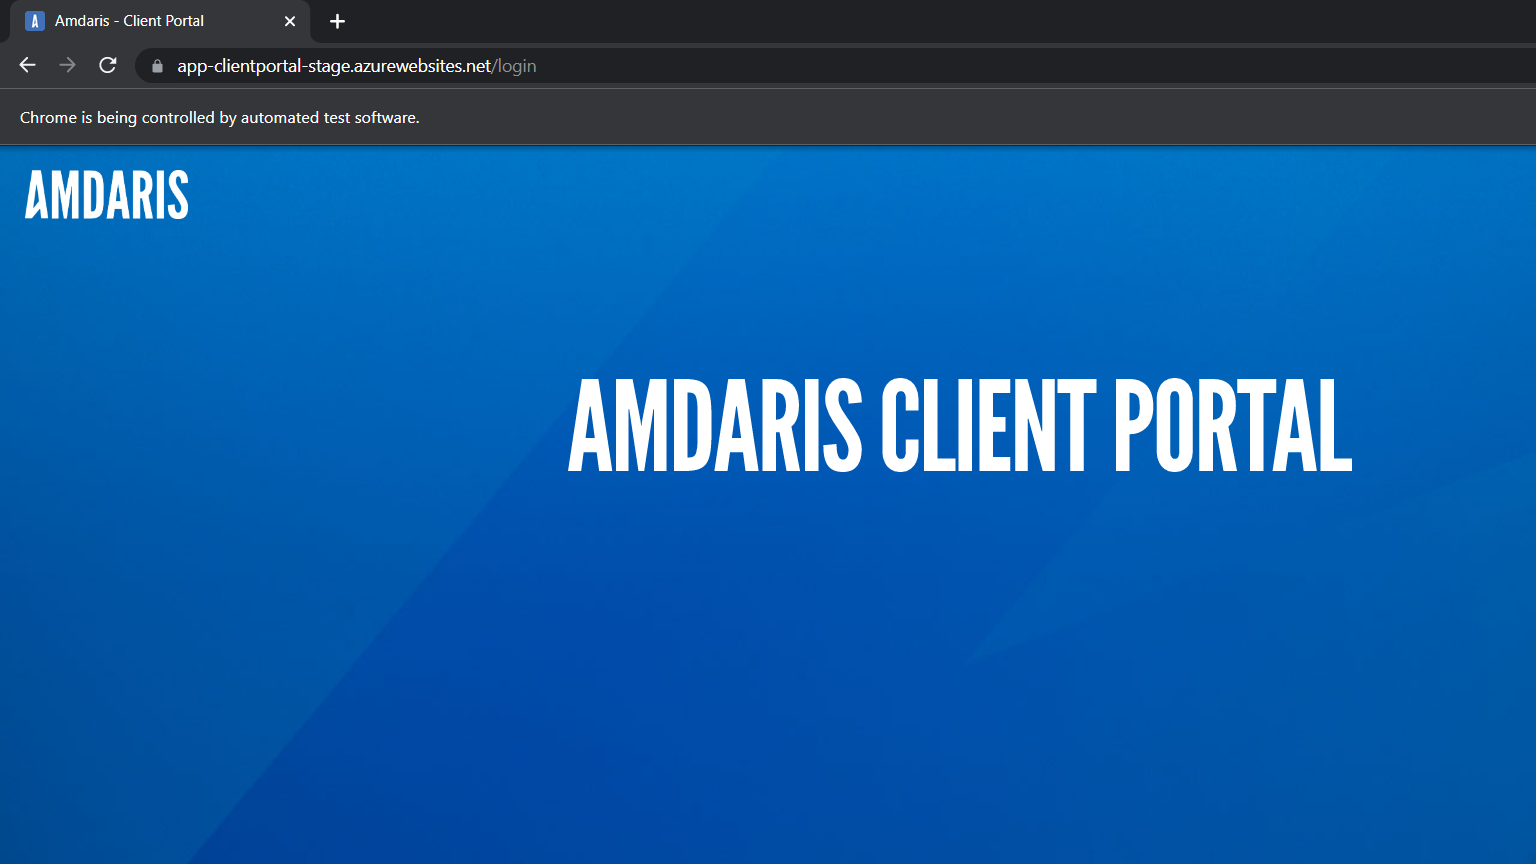 Amdaris - Client Portal
app-clientportal-stage.azurewebsites.net/login
Chrome is being controlled by automated test software.
AMDARIS
AMDARIS CLIENT PORTAL